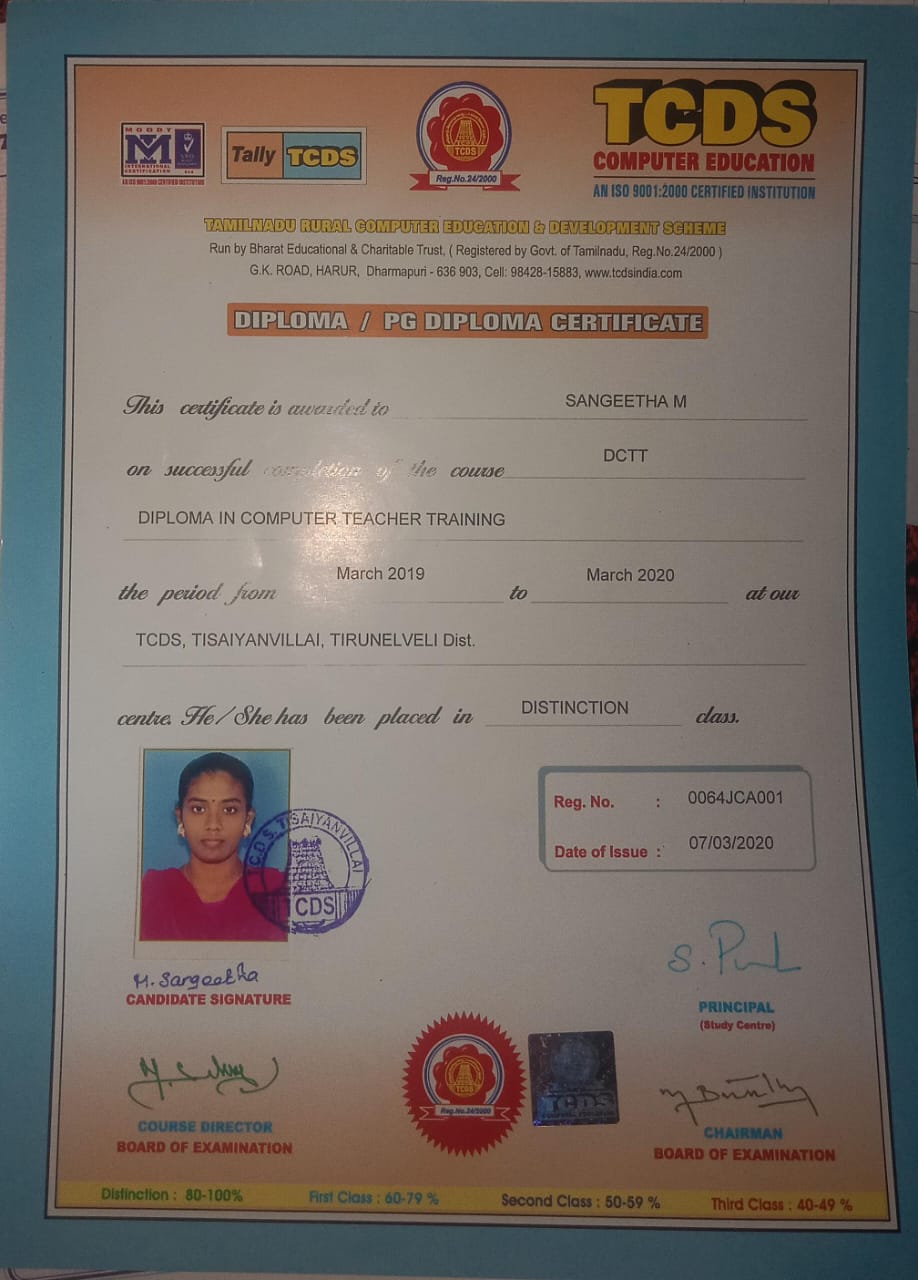 MOODY
INTERNATIONAL
CERTIFICATION
AN ISO 9001:2000 CERTIFIED INSTITUTION
Tally TCDS
TCDS
Reg.No.24/2000
TCDS
COMPUTER EDUCATION
AN ISO 9001:2000 CERTIFIED INSTITUTION
TAMILNADU RURAL COMPUTER EDUCATION & DEVELOPMENT SCHEME
Run by Bharat Educational & Charitable Trust, ( Registered by Govt. of Tamilnadu, Reg.No.24/2000 )
G.K. ROAD, HARUR, Dharmapuri - 636 903, Cell: 98428-15883, www.tcdsindia.com
DIPLOMA / PG DIPLOMA CERTIFICATE
This certificate is awarded to SANGEETHA M
on successful completion of the course DCTT
DIPLOMA IN COMPUTER TEACHER TRAINING
the period from March 2019 to March 2020 at our
TCDS, TISAIYANVILLAI, TIRUNELVELI Dist.
centre. He/She has been placed in DISTINCTION class.
T.C.D.S. TISAIYANVILLAI
TCDS
Reg. No. : 0064JCA001
Date of Issue : 07/03/2020
M. Sangeetha
CANDIDATE SIGNATURE
PRINCIPAL
(Study Centre)
TCDS
Reg.No.24/2000
TCDS
COURSE DIRECTOR
BOARD OF EXAMINATION
CHAIRMAN
BOARD OF EXAMINATION
Distinction : 80-100% First Class : 60-79 % Second Class : 50-59 % Third Class : 40-49 %